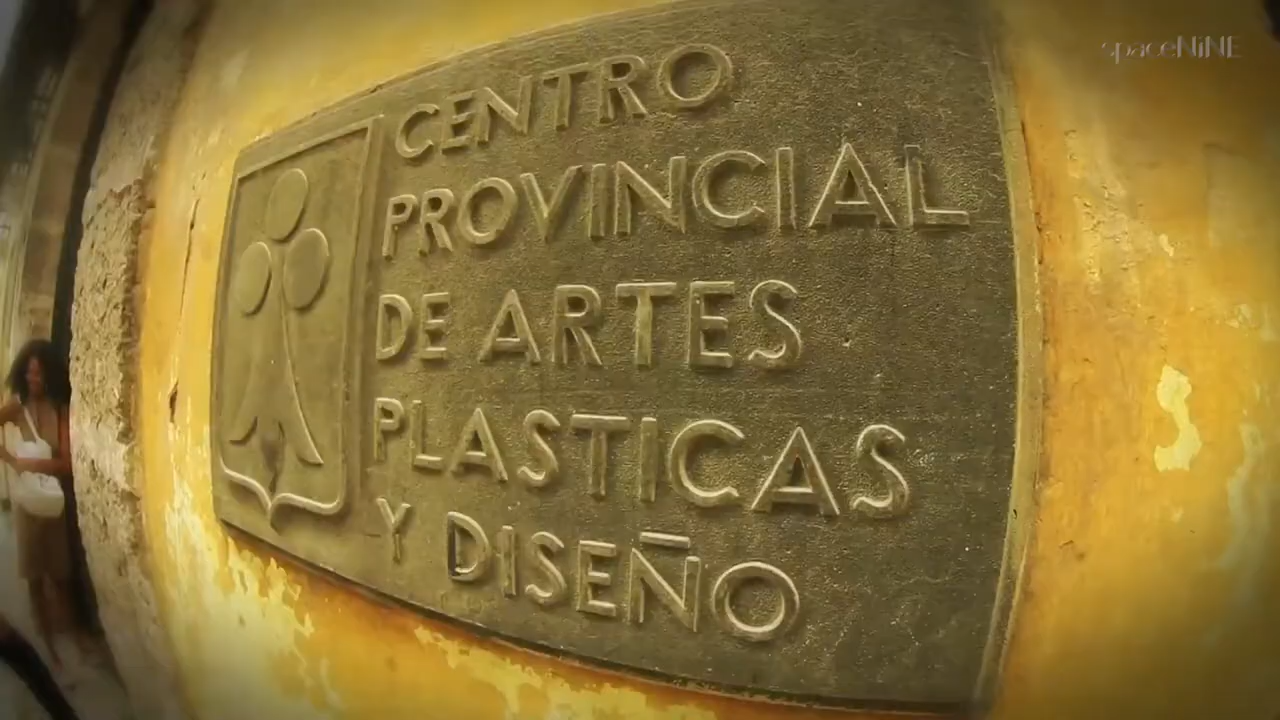 spaceNiNE
CENTRO
PROVINCIAL
DE ARTES
PLASTICAS
Y DISEÑO